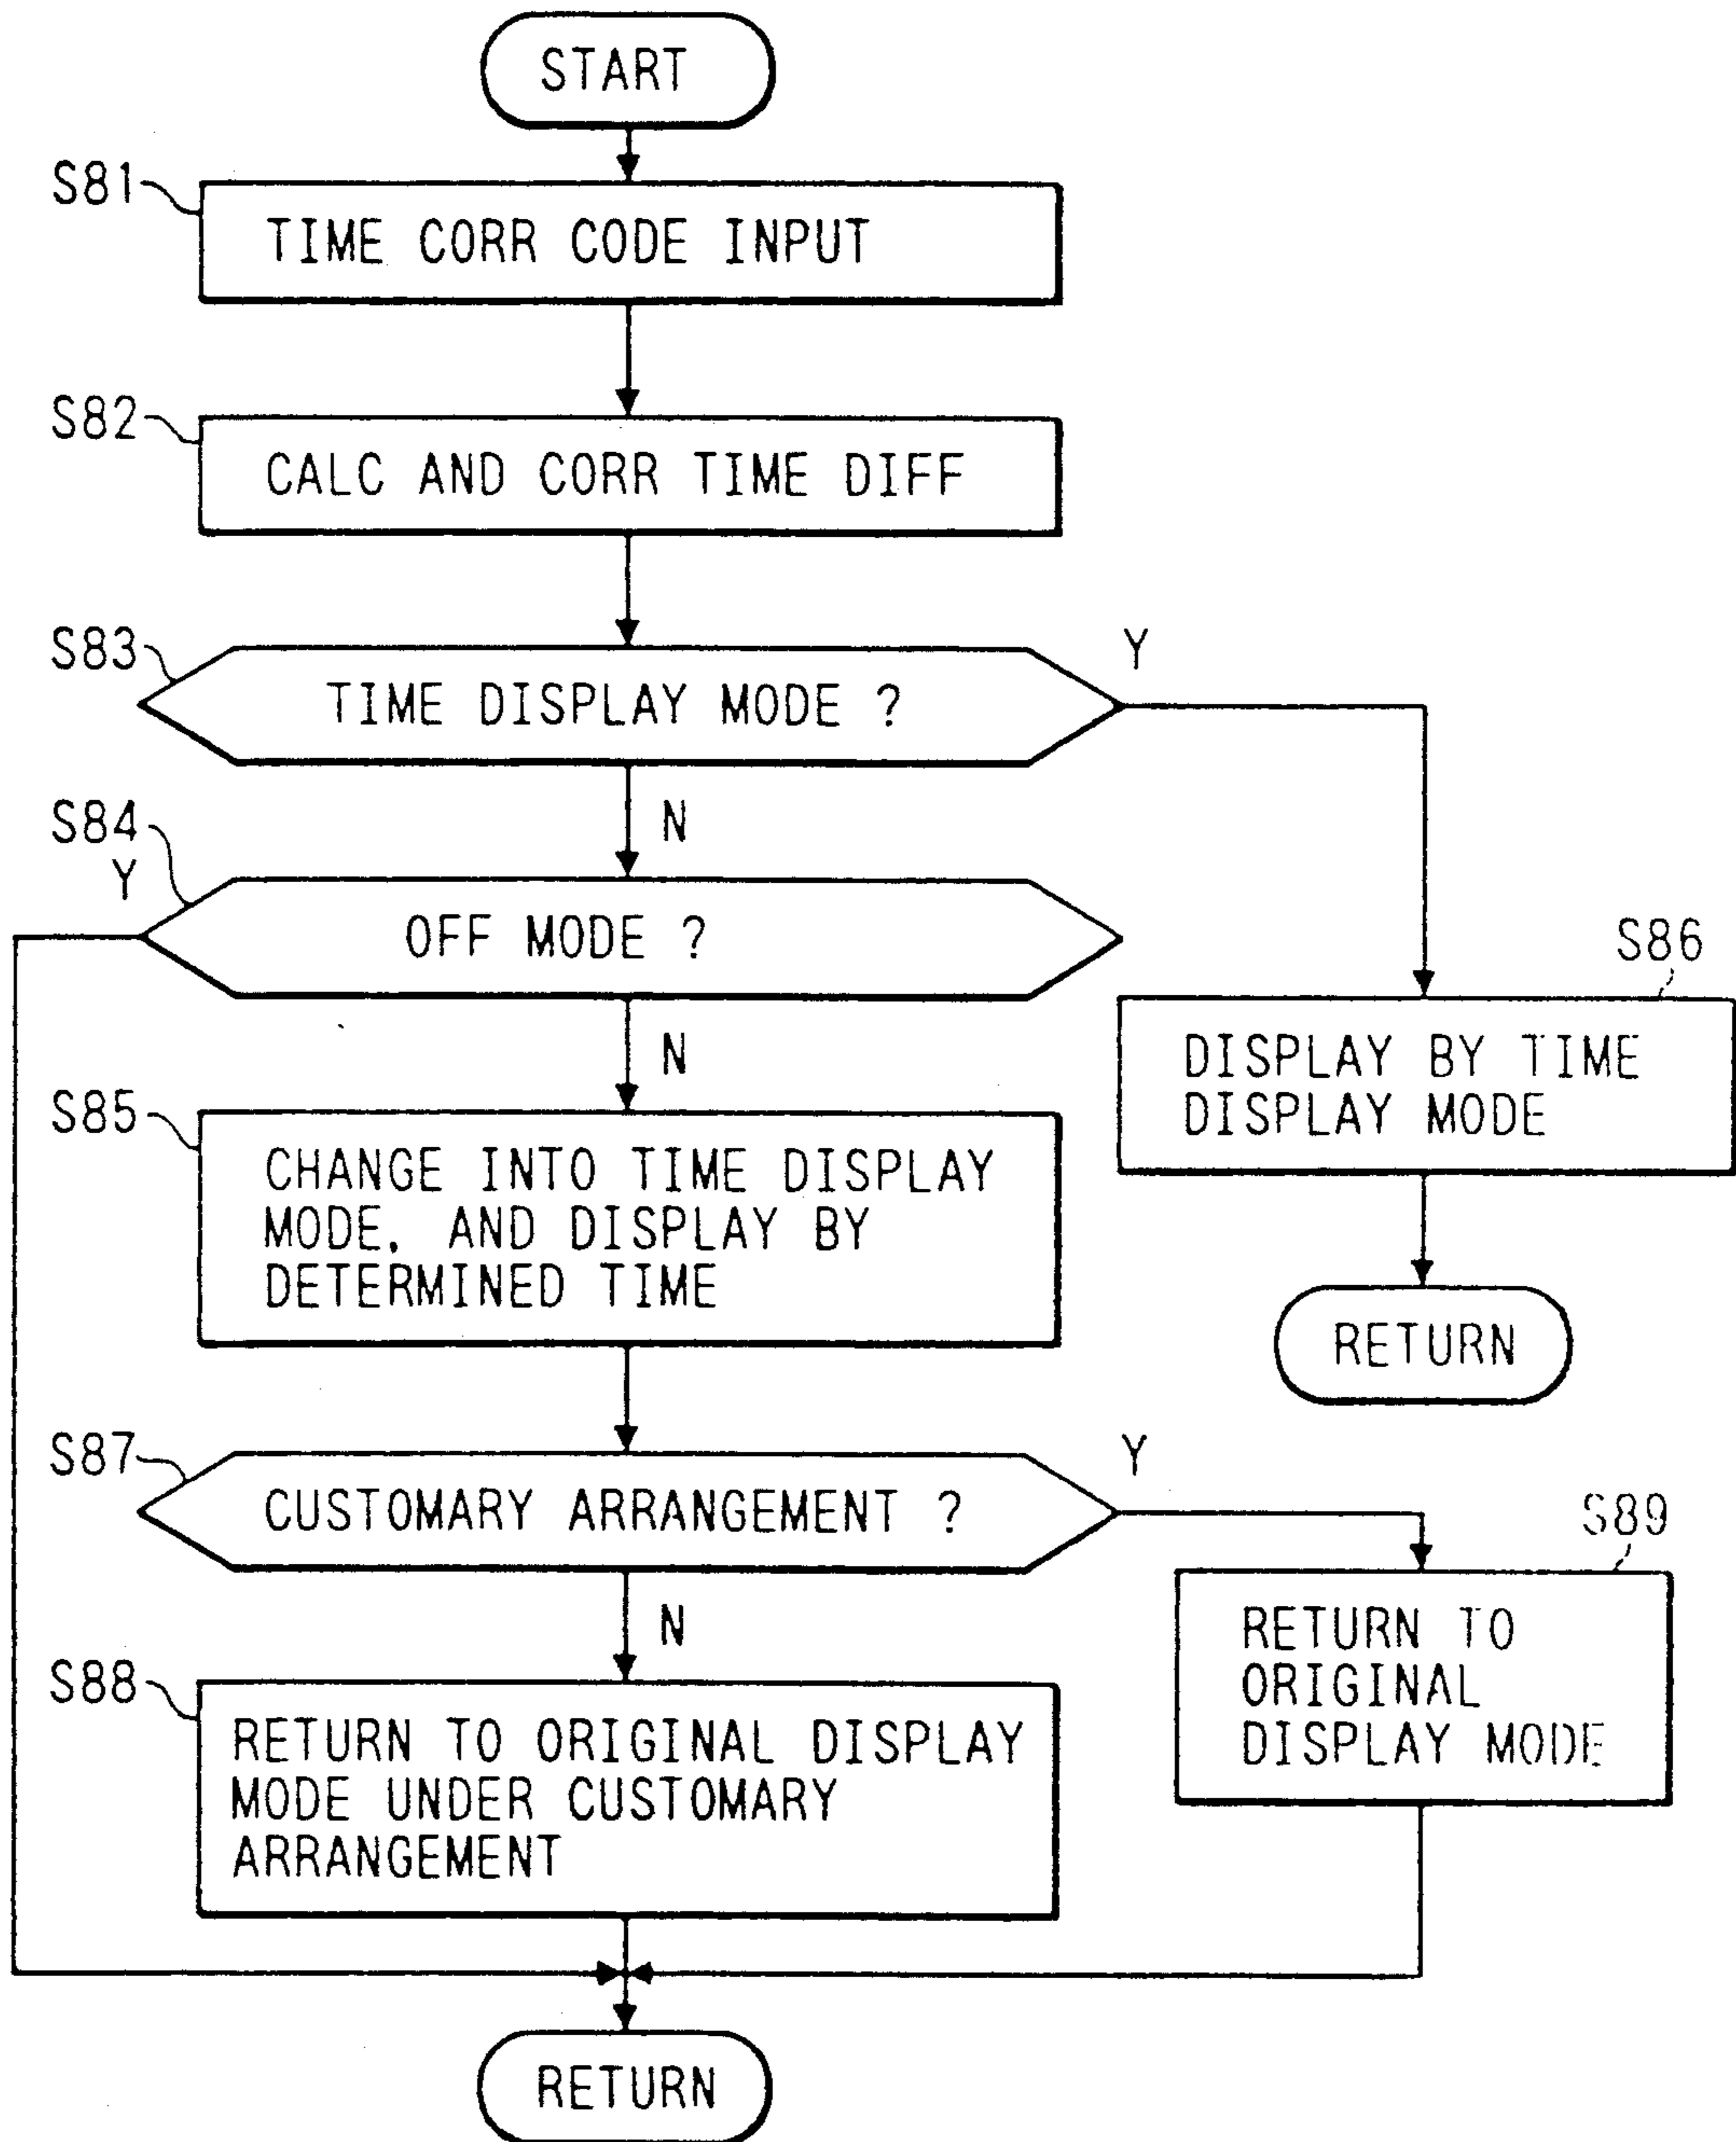 START
S81
TIME CORR CODE INPUT
S82
CALC AND CORR TIME DIFF
S83
TIME DISPLAY MODE ?
Y
N
S84
Y
OFF MODE ?
N
S86
DISPLAY BY TIME
DISPLAY MODE
RETURN
S85
CHANGE INTO TIME DISPLAY
MODE, AND DISPLAY BY
DETERMINED TIME
S87
CUSTOMARY ARRANGEMENT ?
Y
N
S89
RETURN TO
ORIGINAL
DISPLAY MODE
S88
RETURN TO ORIGINAL DISPLAY
MODE UNDER CUSTOMARY
ARRANGEMENT
RETURN